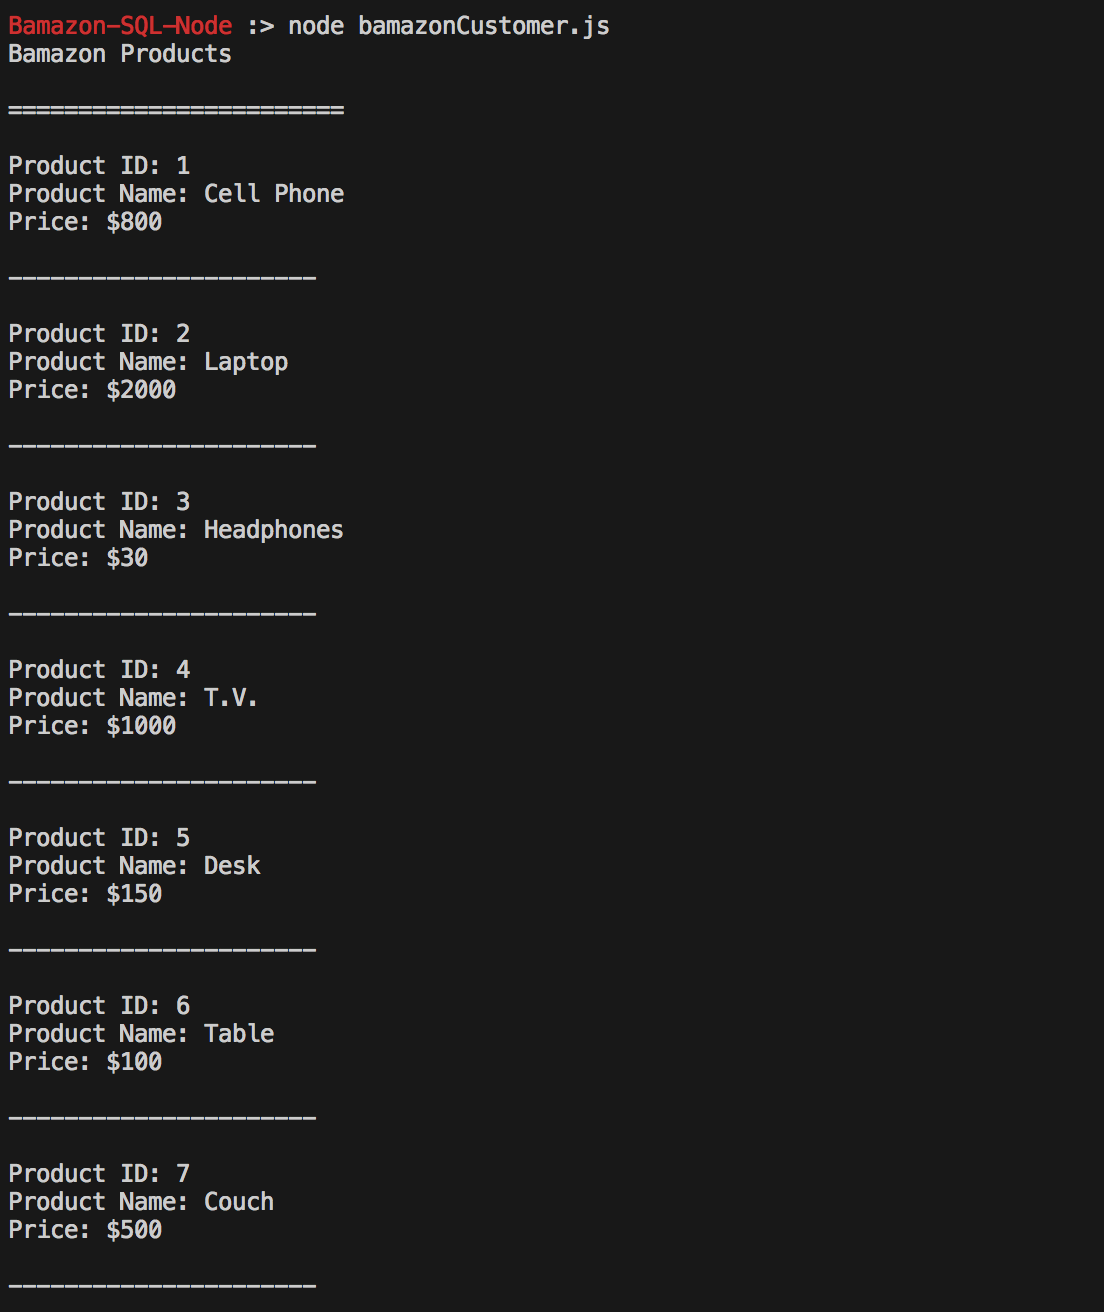 Bamazon-SQL-Node :> node bamazonCustomer.js
Bamazon Products
========================
Product ID: 1
Product Name: Cell Phone
Price: $800
----------------------
Product ID: 2
Product Name: Laptop
Price: $2000
----------------------
Product ID: 3
Product Name: Headphones
Price: $30
----------------------
Product ID: 4
Product Name: T.V.
Price: $1000
----------------------
Product ID: 5
Product Name: Desk
Price: $150
----------------------
Product ID: 6
Product Name: Table
Price: $100
----------------------
Product ID: 7
Product Name: Couch
Price: $500
----------------------